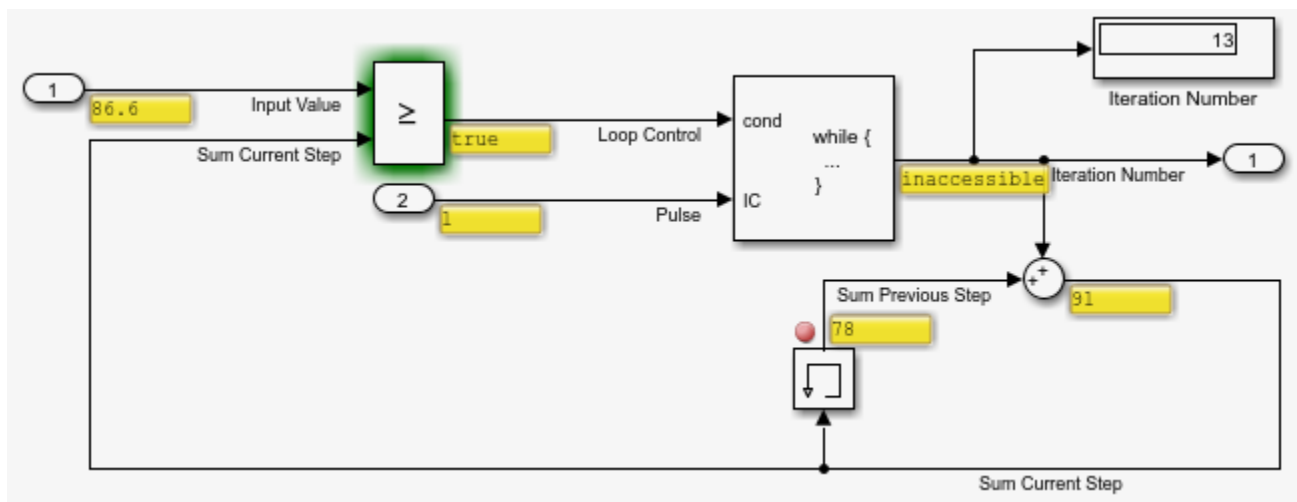 13
Iteration Number
1
Input Value
86.6
≥
Sum Current Step
true
Loop Control
cond
while {
...
}
IC
2
1
Pulse
inaccessible
Iteration Number
1
Sum Previous Step
78
+
+
91
Sum Current Step